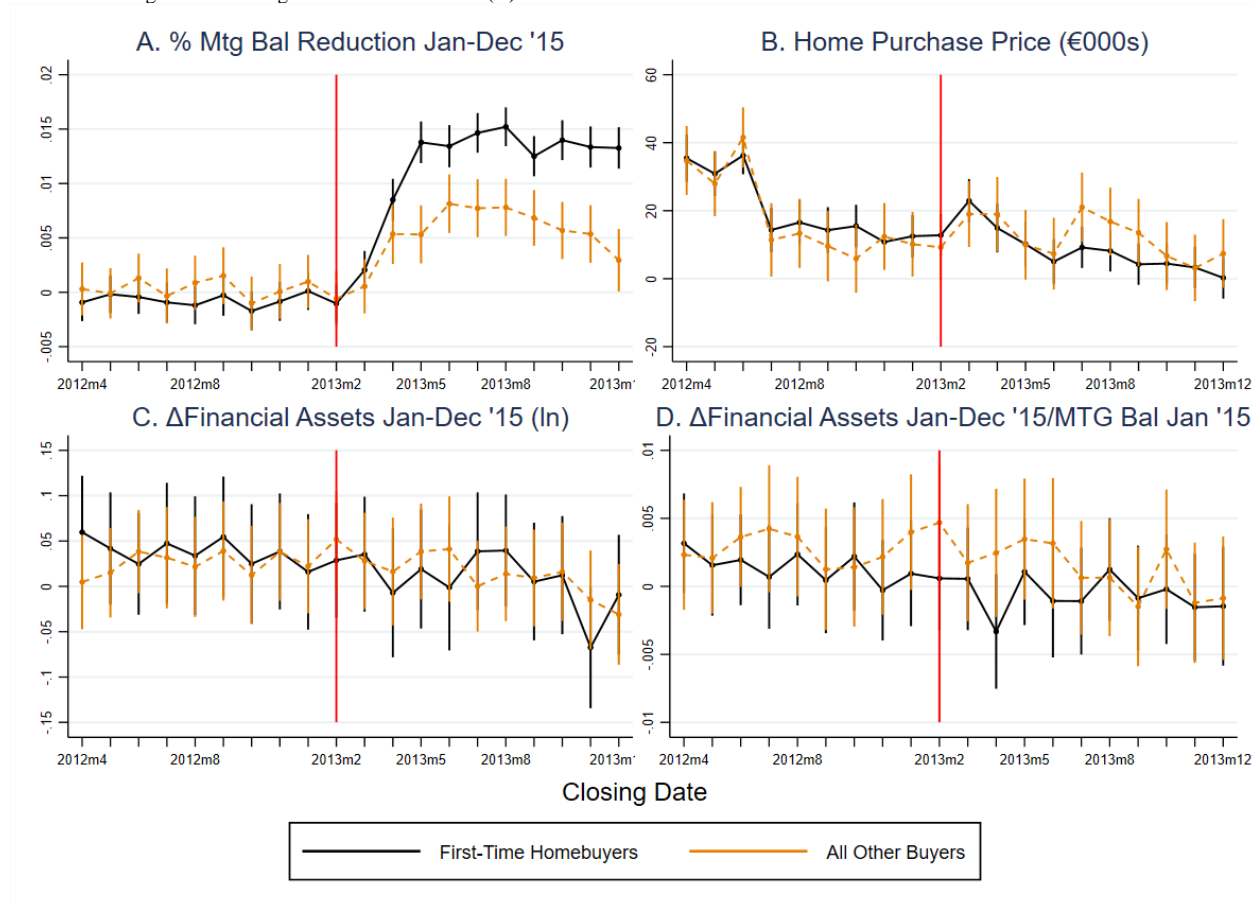 A. % Mtg Bal Reduction Jan-Dec '15
.02
.015
.01
.005
0
-.005
2012m4 2012m8 2013m2 2013m5 2013m8 2013m1
B. Home Purchase Price (€000s)
60
40
20
0
-20
2012m4 2012m8 2013m2 2013m5 2013m8 2013m12
C. ΔFinancial Assets Jan-Dec '15 (ln)
.15
.1
.05
0
-.05
-.1
-.15
2012m4 2012m8 2013m2 2013m5 2013m8 2013m1
D. ΔFinancial Assets Jan-Dec '15/MTG Bal Jan '15
.01
.005
0
-.005
-.01
2012m4 2012m8 2013m2 2013m5 2013m8 2013m12
Closing Date
First-Time Homebuyers All Other Buyers